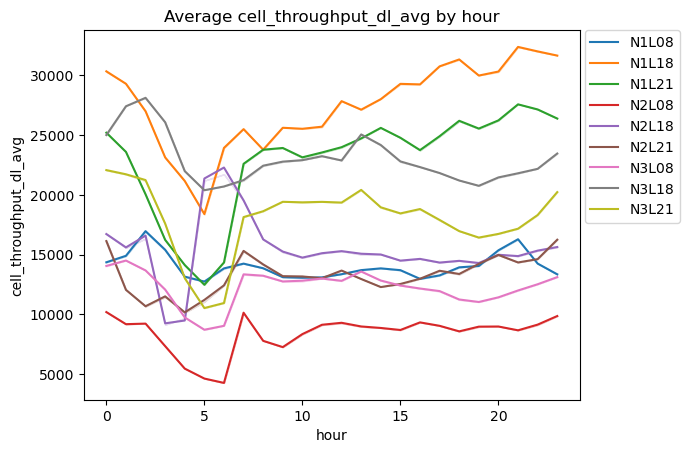 Average cell_throughput_dl_avg by hour
cell_throughput_dl_avg
30000
25000
20000
15000
10000
5000
0
5
10
15
20
hour
N1L08
N1L18
N1L21
N2L08
N2L18
N2L21
N3L08
N3L18
N3L21